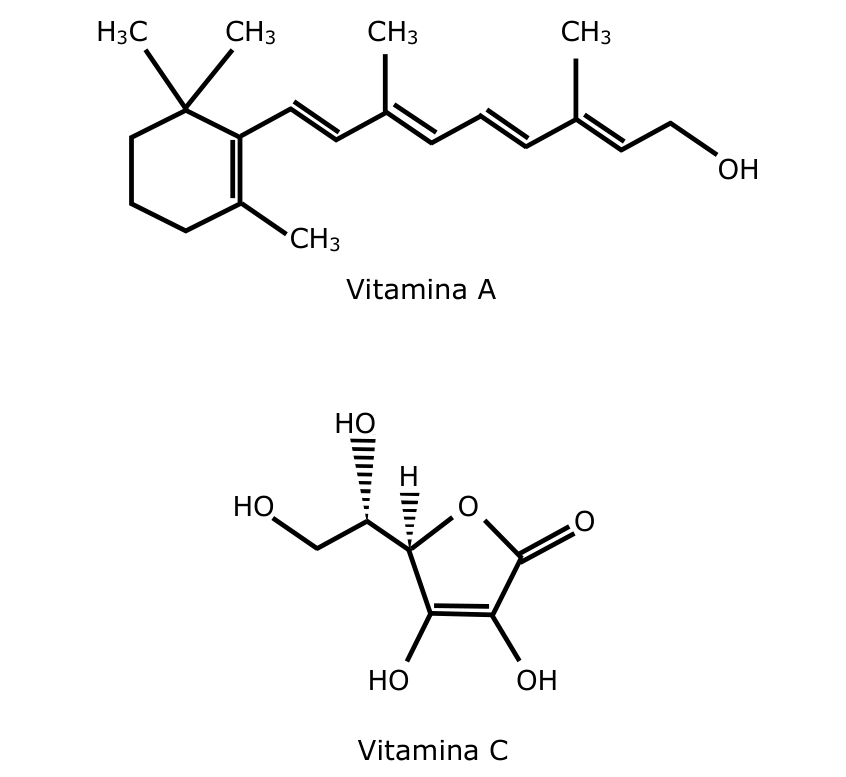 H₃C CH₃ CH₃ CH₃
OH
CH₃
Vitamina A
HO
H
HO O O
HO OH
Vitamina C